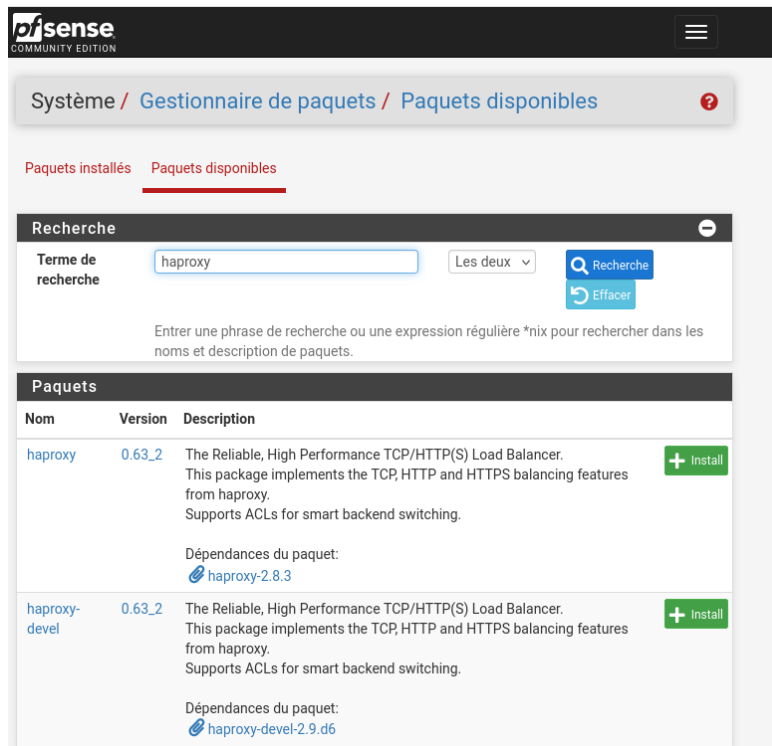 pfsense
COMMUNITY EDITION
Système / Gestionnaire de paquets / Paquets disponibles
Paquets installés Paquets disponibles
Recherche
Terme de recherche
haproxy
Les deux
Recherche
Effacer
Entrer une phrase de recherche ou une expression régulière *nix pour rechercher dans les
noms et description de paquets.
Paquets
Nom Version Description
haproxy 0.63_2 The Reliable, High Performance TCP/HTTP(S) Load Balancer.
This package implements the TCP, HTTP and HTTPS balancing features
from haproxy.
Supports ACLs for smart backend switching.
Dépendances du paquet:
haproxy-2.8.3
Install
haproxy-devel 0.63_2 The Reliable, High Performance TCP/HTTP(S) Load Balancer.
This package implements the TCP, HTTP and HTTPS balancing features
from haproxy.
Supports ACLs for smart backend switching.
Dépendances du paquet:
haproxy-devel-2.9.d6
Install